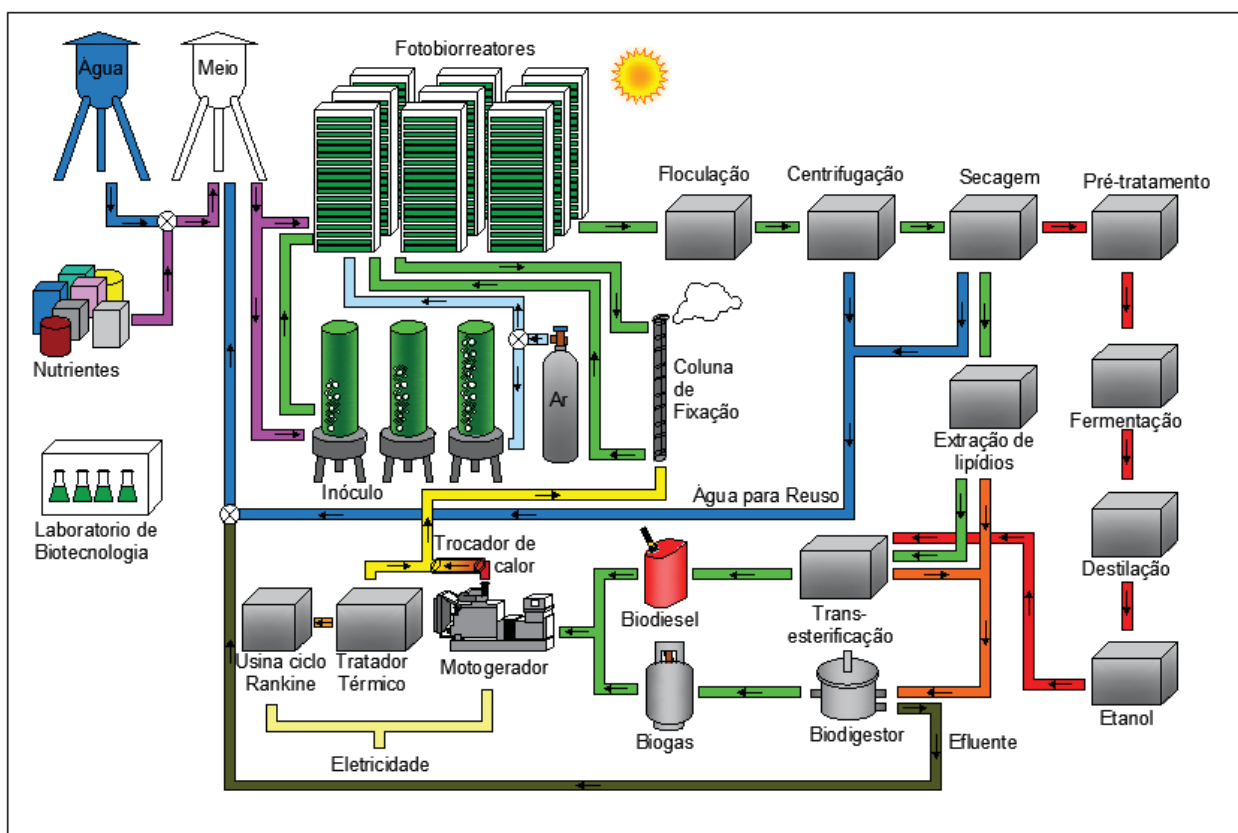 Água
Meio
Fotobiorreatores
Floculação
Centrifugação
Secagem
Pré-tratamento
Nutrientes
Ar
Coluna
de
Fixação
Extração de
lipídios
Fermentação
Inóculo
Água para Reuso
Laboratorio de
Biotecnologia
Trocador de
calor
Destilação
Biodiesel
Trans-
esterificação
Usina ciclo
Rankine
Tratador
Térmico
Motogerador
Biogas
Biodigestor
Efluente
Etanol
Eletricidade